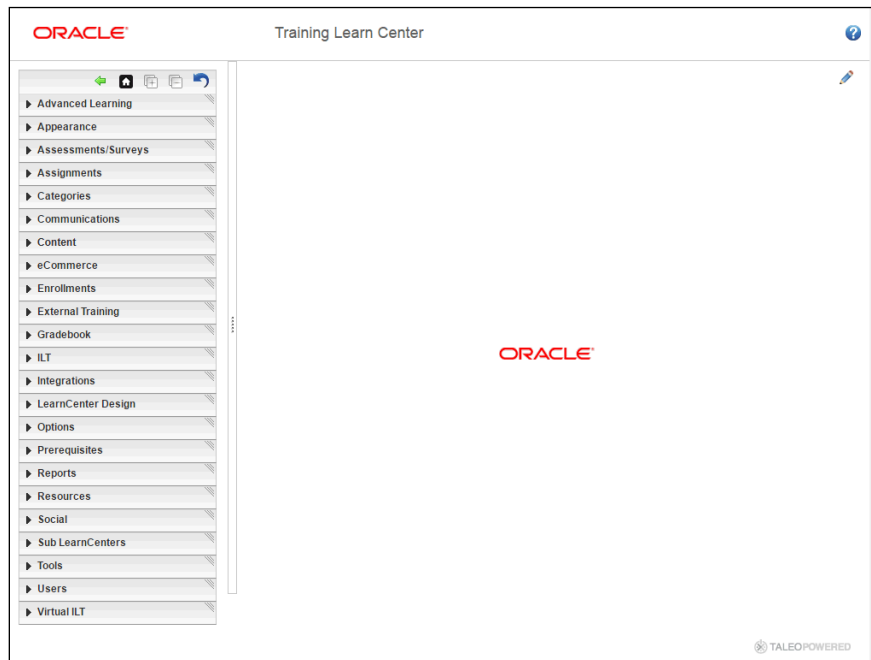 ORACLE®
Training Learn Center
?
Advanced Learning
Appearance
Assessments/Surveys
Assignments
Categories
Communications
Content
eCommerce
Enrollments
External Training
Gradebook
ILT
Integrations
LearnCenter Design
Options
Prerequisites
Reports
Resources
Social
Sub LearnCenters
Tools
Users
Virtual ILT
ORACLE®
TALEOPOWERED